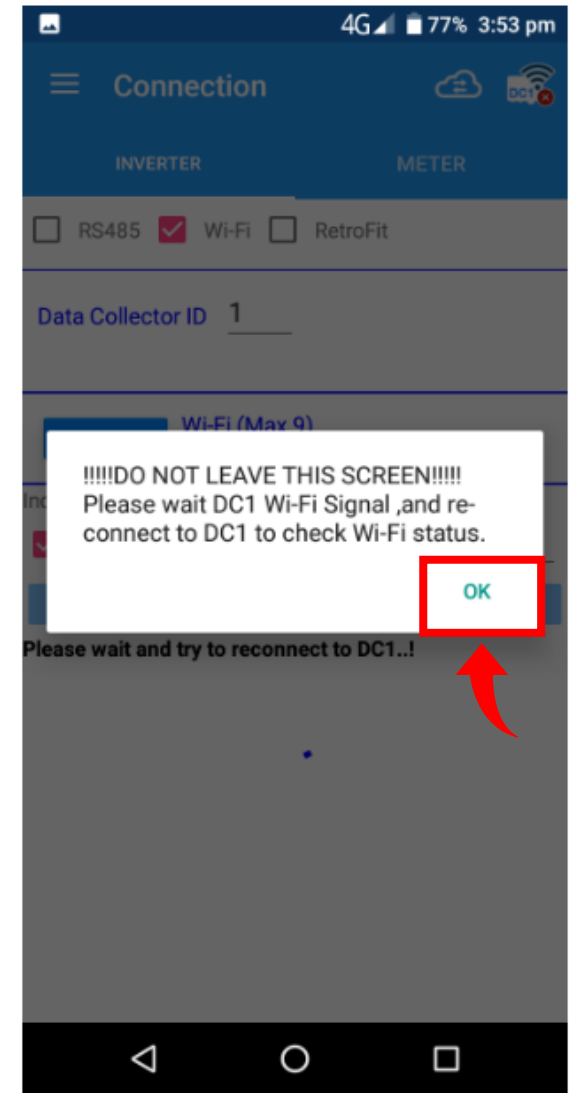 4G 77% 3:53 pm
Connection
DC1
INVERTER METER
RS485 Wi-Fi RetroFit
Data Collector ID 1
Wi-Fi (Max 9)
!!!!!DO NOT LEAVE THIS SCREEN!!!!!
Please wait DC1 Wi-Fi Signal ,and re-
connect to DC1 to check Wi-Fi status.
OK
Please wait and try to reconnect to DC1..!